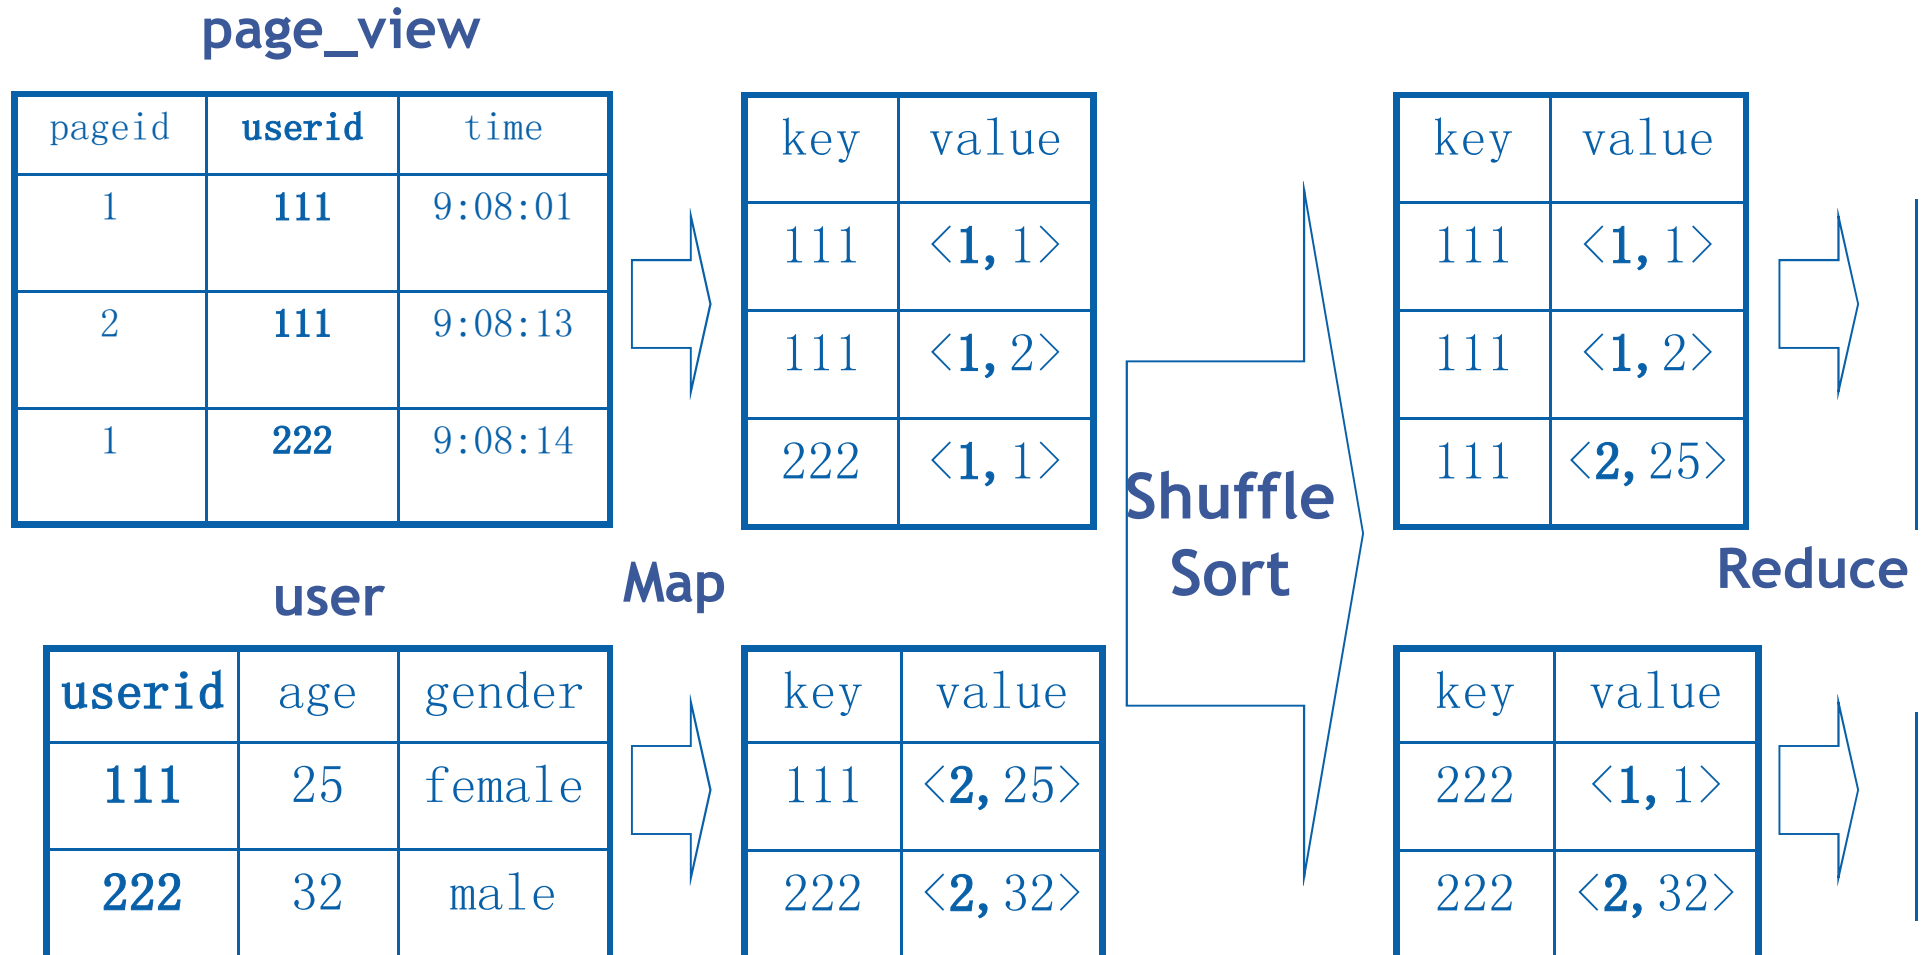 page_view
pageid userid time
1 111 9:08:01
2 111 9:08:13
1 222 9:08:14
key value
111 <1,1>
111 <1,2>
222 <1,1>
key value
111 <1,1>
111 <1,2>
111 <2,25>
Shuffle
Sort
Map
Reduce
user
userid age gender
111 25 female
222 32 male
key value
111 <2,25>
222 <2,32>
key value
222 <1,1>
222 <2,32>